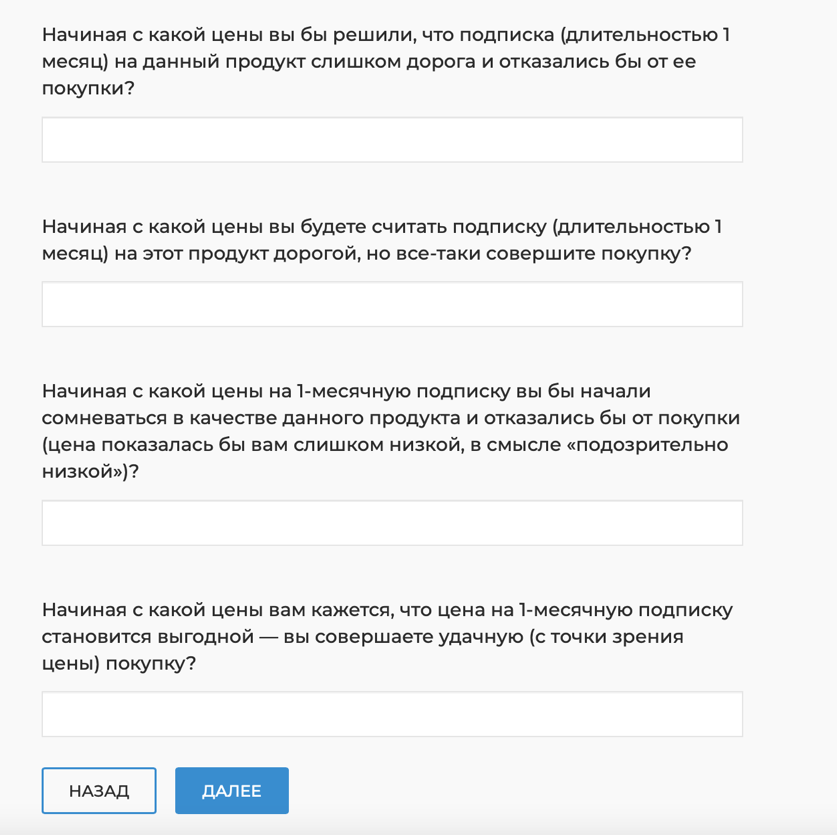 Начиная с какой цены вы бы решили, что подписка (длительностью 1
месяц) на данный продукт слишком дорога и отказались бы от ее
покупки?
Начиная с какой цены вы будете считать подписку (длительностью 1
месяц) на этот продукт дорогой, но все-таки совершите покупку?
Начиная с какой цены на 1-месячную подписку вы бы начали
сомневаться в качестве данного продукта и отказались бы от покупки
(цена показалась бы вам слишком низкой, в смысле «подозрительно
низкой»)?
Начиная с какой цены вам кажется, что цена на 1-месячную подписку
становится выгодной — вы совершаете удачную (с точки зрения
цены) покупку?
НАЗАД ДАЛЕЕ